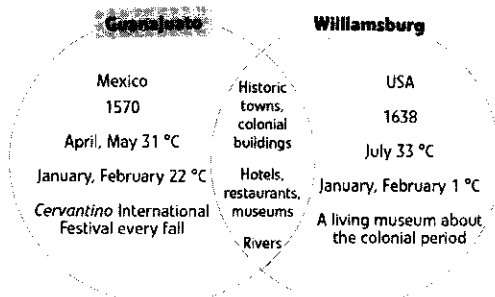 Guanajuato
Williamsburg
Mexico
1570
April, May 31 °C
January, February 22 °C
Cervantino International
Festival every fall
Historic
towns,
colonial
buildings
Hotels,
restaurants,
museums
Rivers
USA
1638
July 33 °C
January, February 1 °C
A living museum about
the colonial period